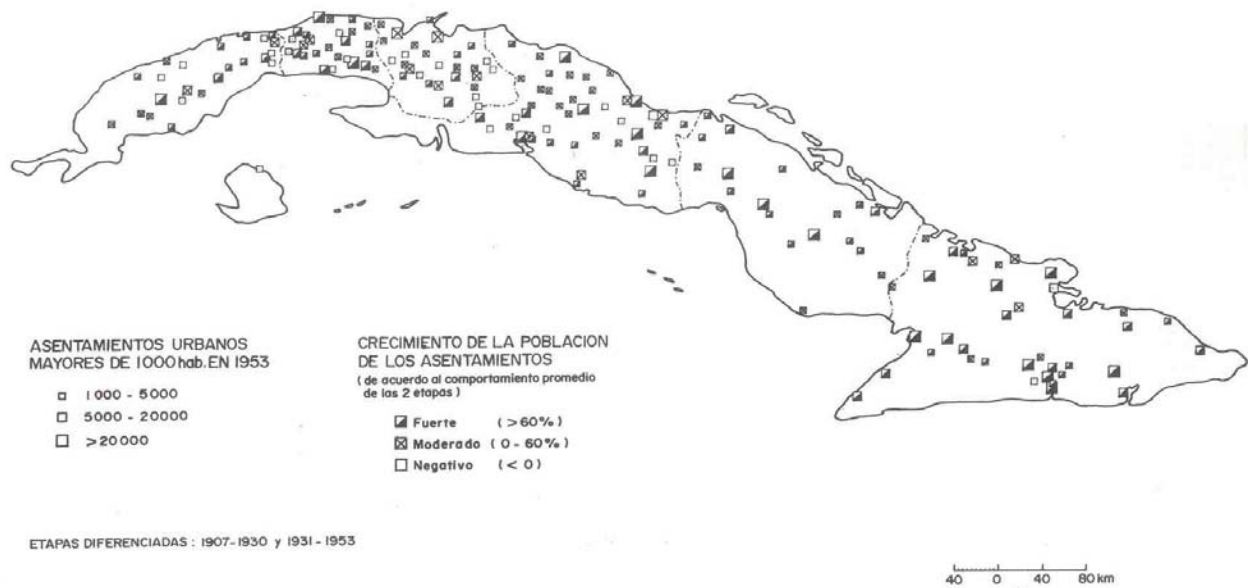 ASENTAMIENTOS URBANOS
MAYORES DE 1000 hab. EN 1953
1000 - 5000
5000 - 20000
>20000
CRECIMIENTO DE LA POBLACION
DE LOS ASENTAMIENTOS
(de acuerdo al comportamiento promedio
de las 2 etapas)
Fuerte (>60%)
Moderado (0-60%)
Negativo (<0)
ETAPAS DIFERENCIADAS: 1907-1930 y 1931-1953
40 0 40 80 km